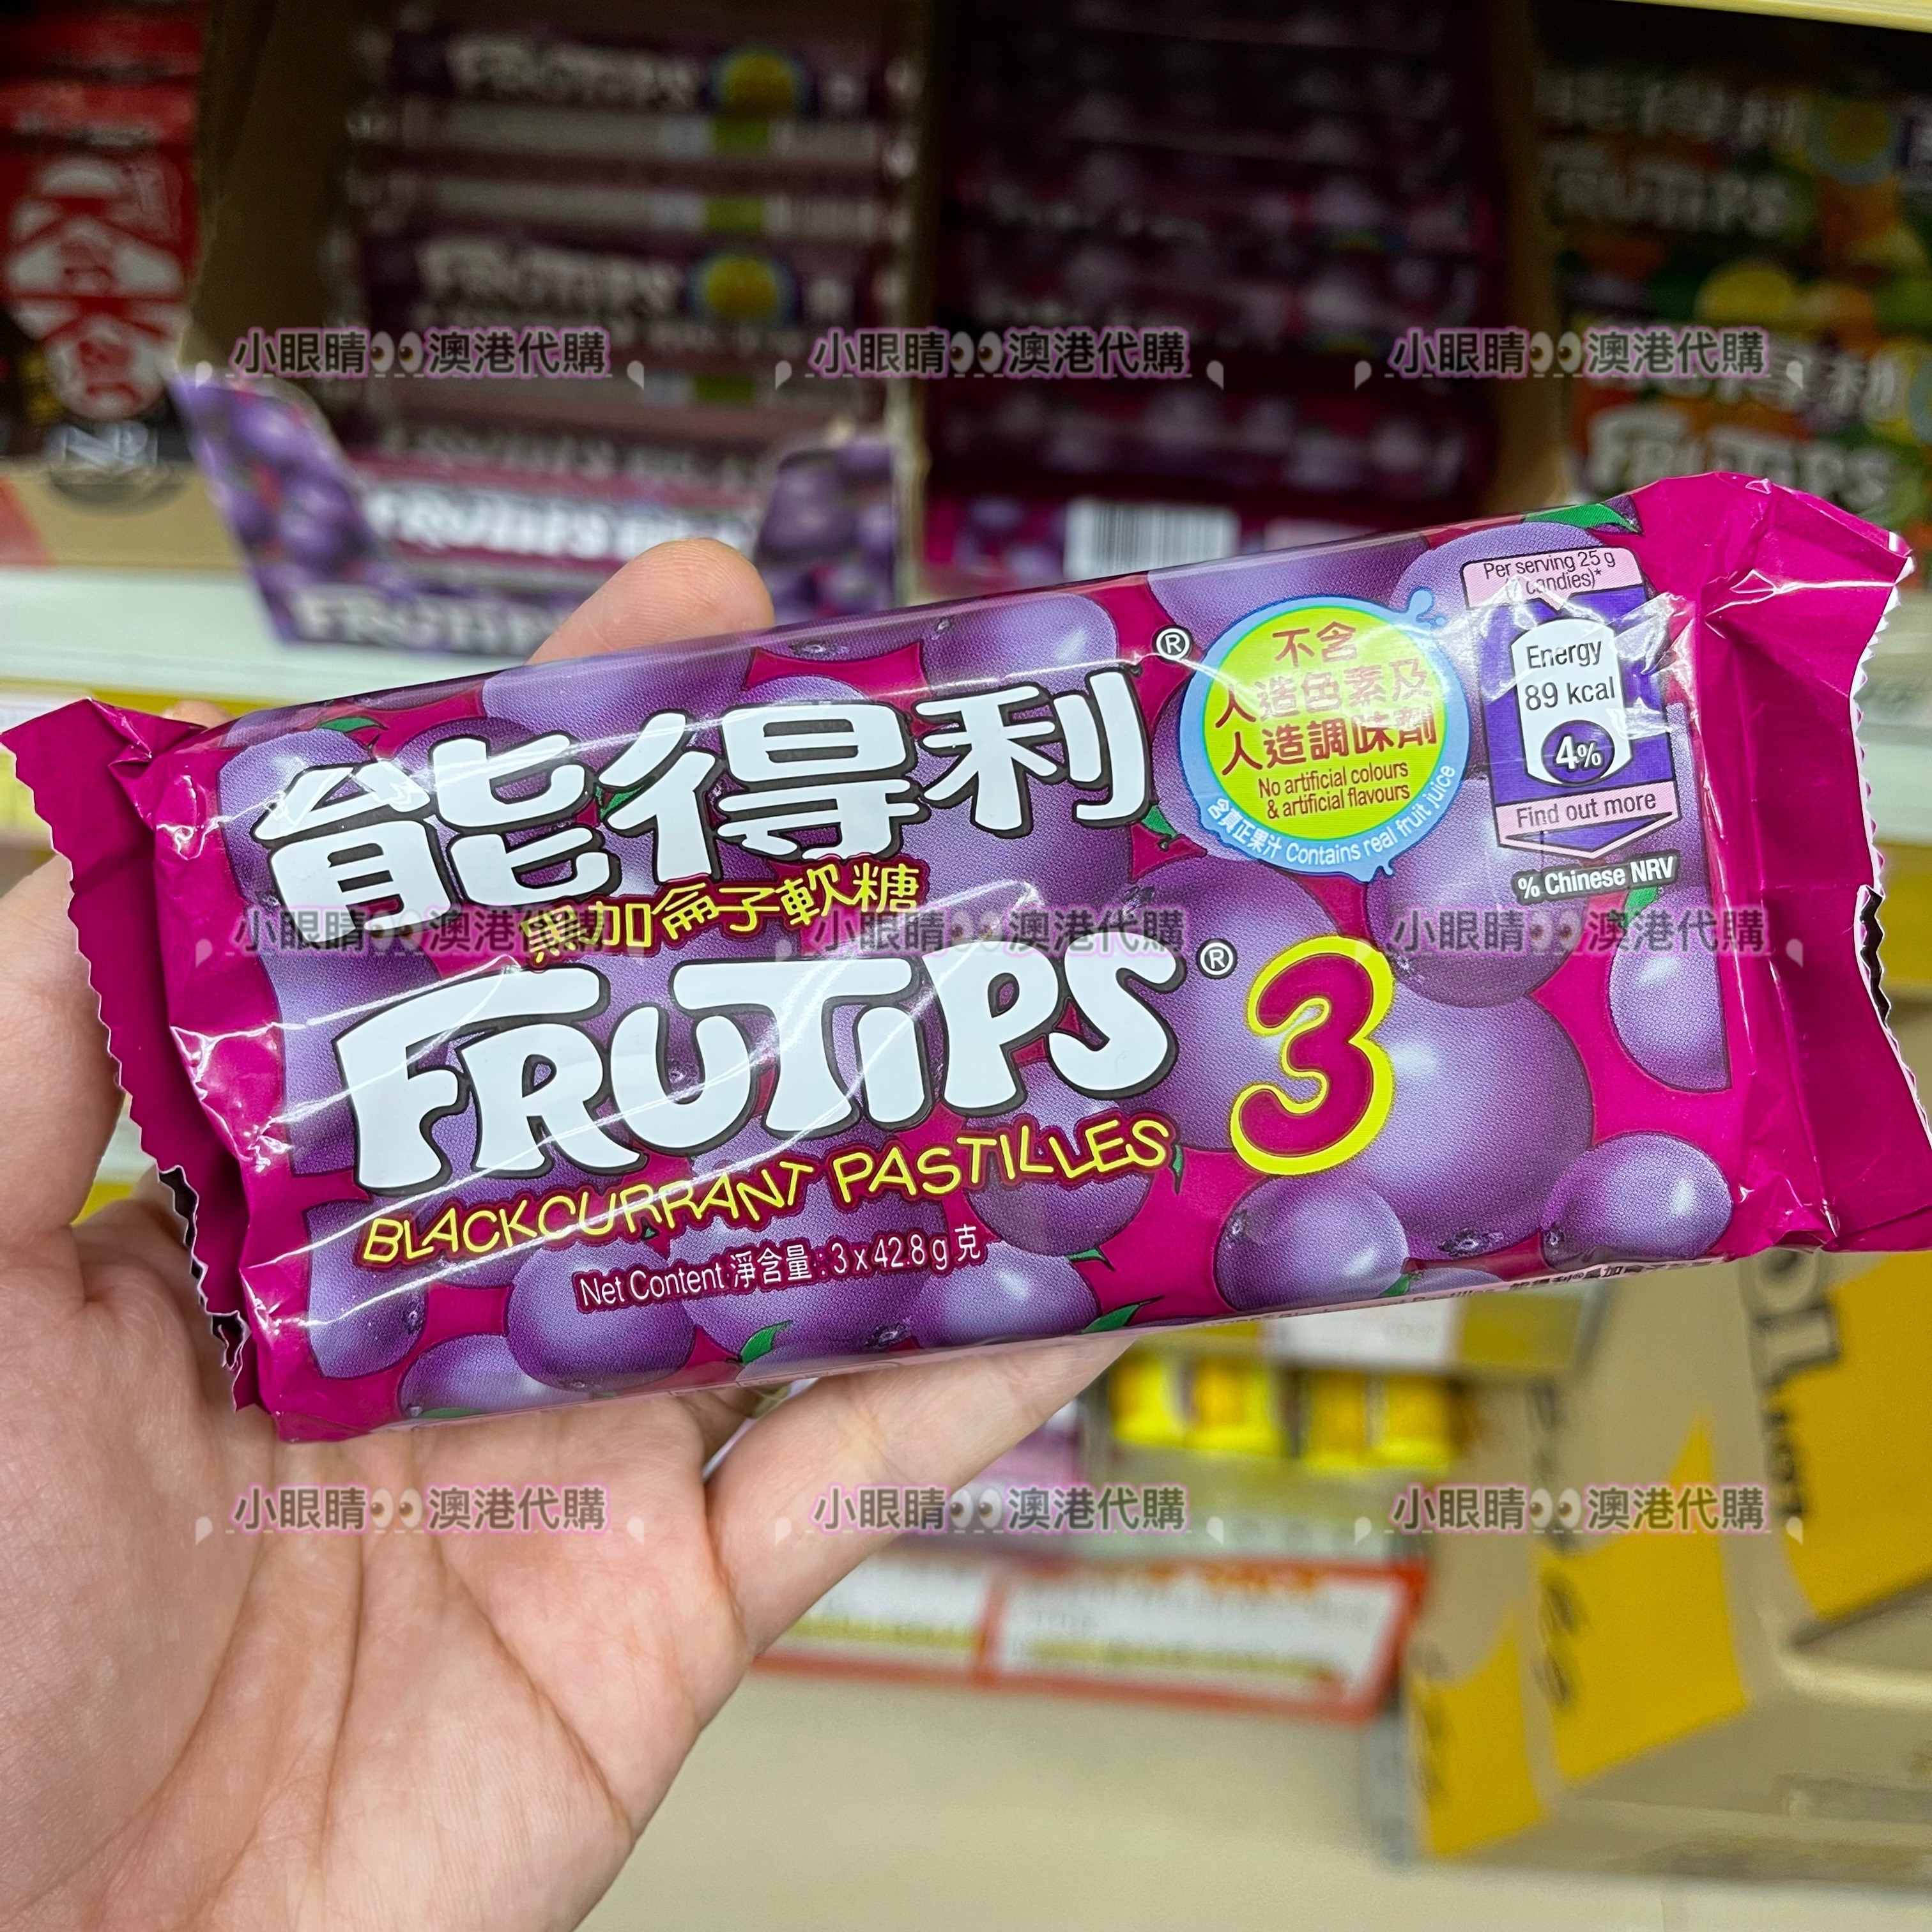 FRUTIPS
FRUTIPS
FRUTIPS
FRUTIPS
小眼睛👀澳港代購
小眼睛👀澳港代購
小眼睛👀澳港代購
Per serving 25 g
candies)*
Energy
89 kcal
4%
Find out more
% Chinese NRV
不含
人造色素及
人造調味劑
No artificial colours
& artificial flavours
含真正果汁 Contains real fruit juice
能得利®
黑加侖子軟糖
小眼睛👀澳港代購
小眼睛👀澳港代購
小眼睛👀澳港代購
FRUTIPS® 3
BLACKCURRANT PASTILLES
Net Content 淨含量 : 3 x 42.8 g 克
小眼睛👀澳港代購
小眼睛👀澳港代購
小眼睛👀澳港代購